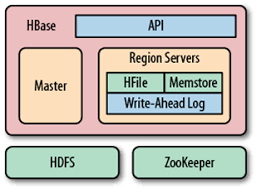 HBase
API
Master
Region Servers
HFile
Memstore
Write-Ahead Log
HDFS
ZooKeeper